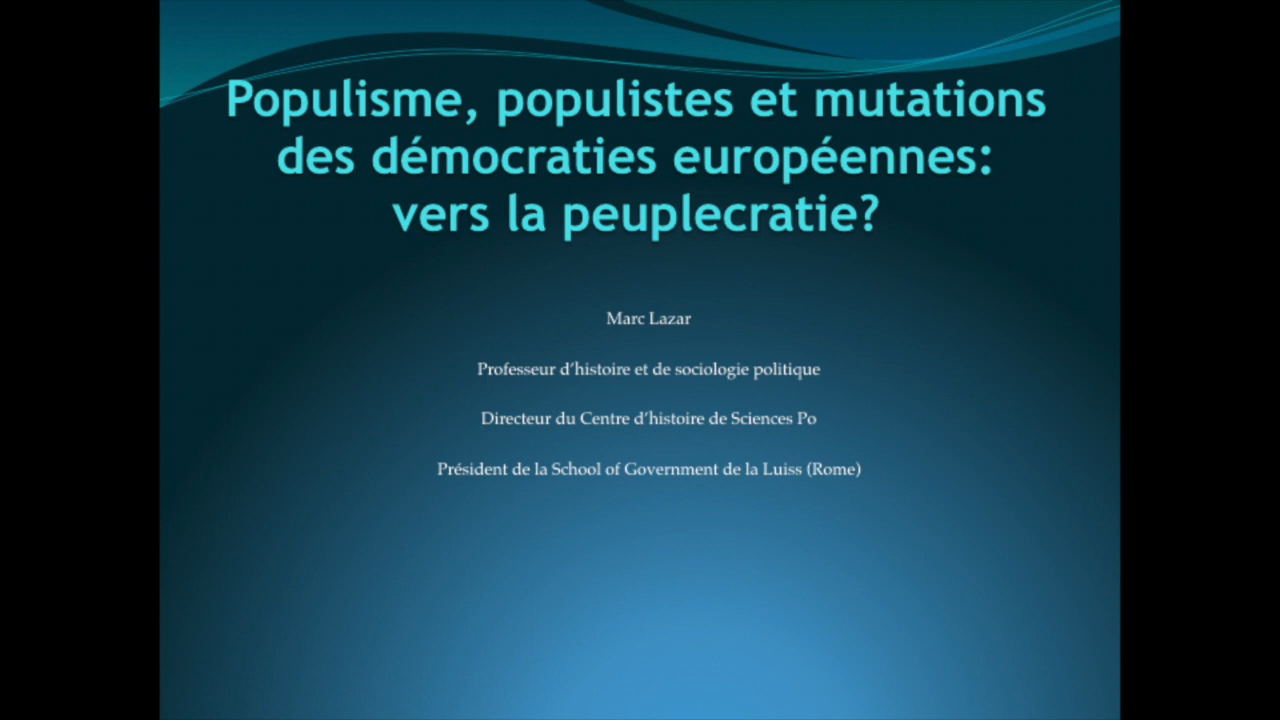 Populisme, populistes et mutations
des démocraties européennes:
vers la peuplecratie?
Marc Lazar
Professeur d’histoire et de sociologie politique
Directeur du Centre d’histoire de Sciences Po
Président de la School of Government de la Luiss (Rome)